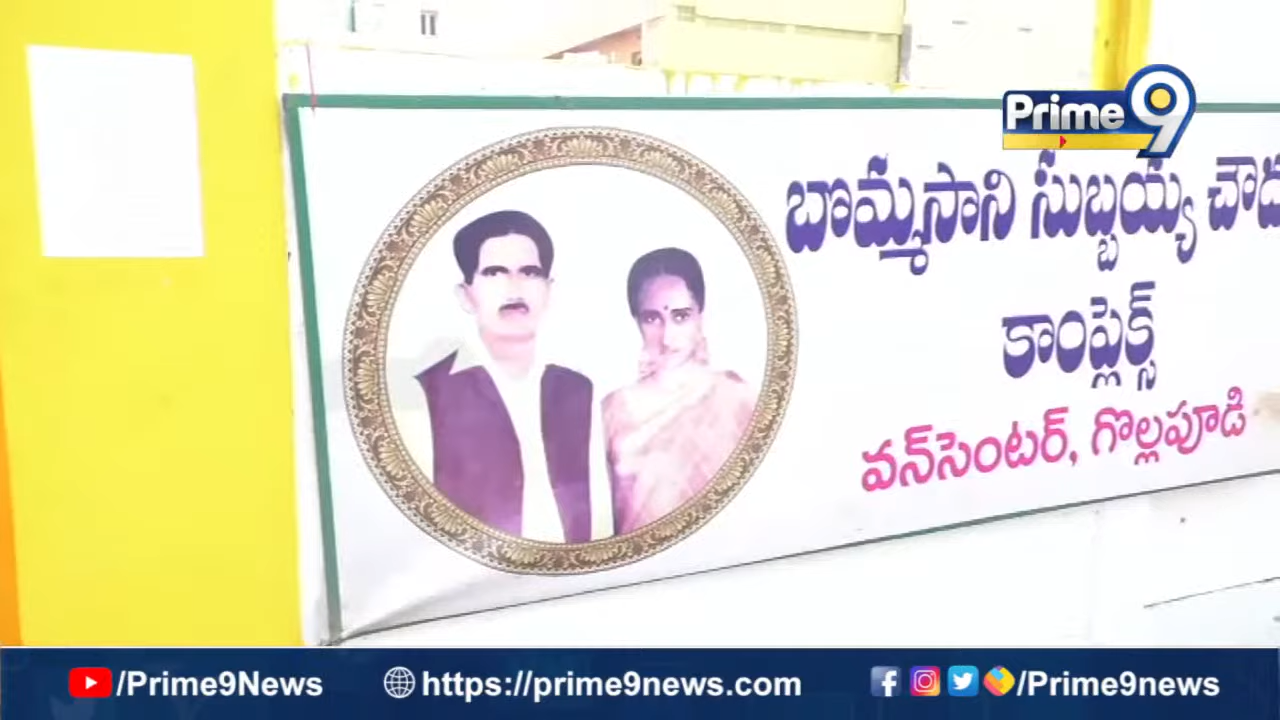 Prime9
బొమ్మసాని సుబ్బయ్య
కాంప్లెక్స్
వన్‌సెంటర్, గొల్లపూడి
/Prime9News https://prime9news.com /Prime9news